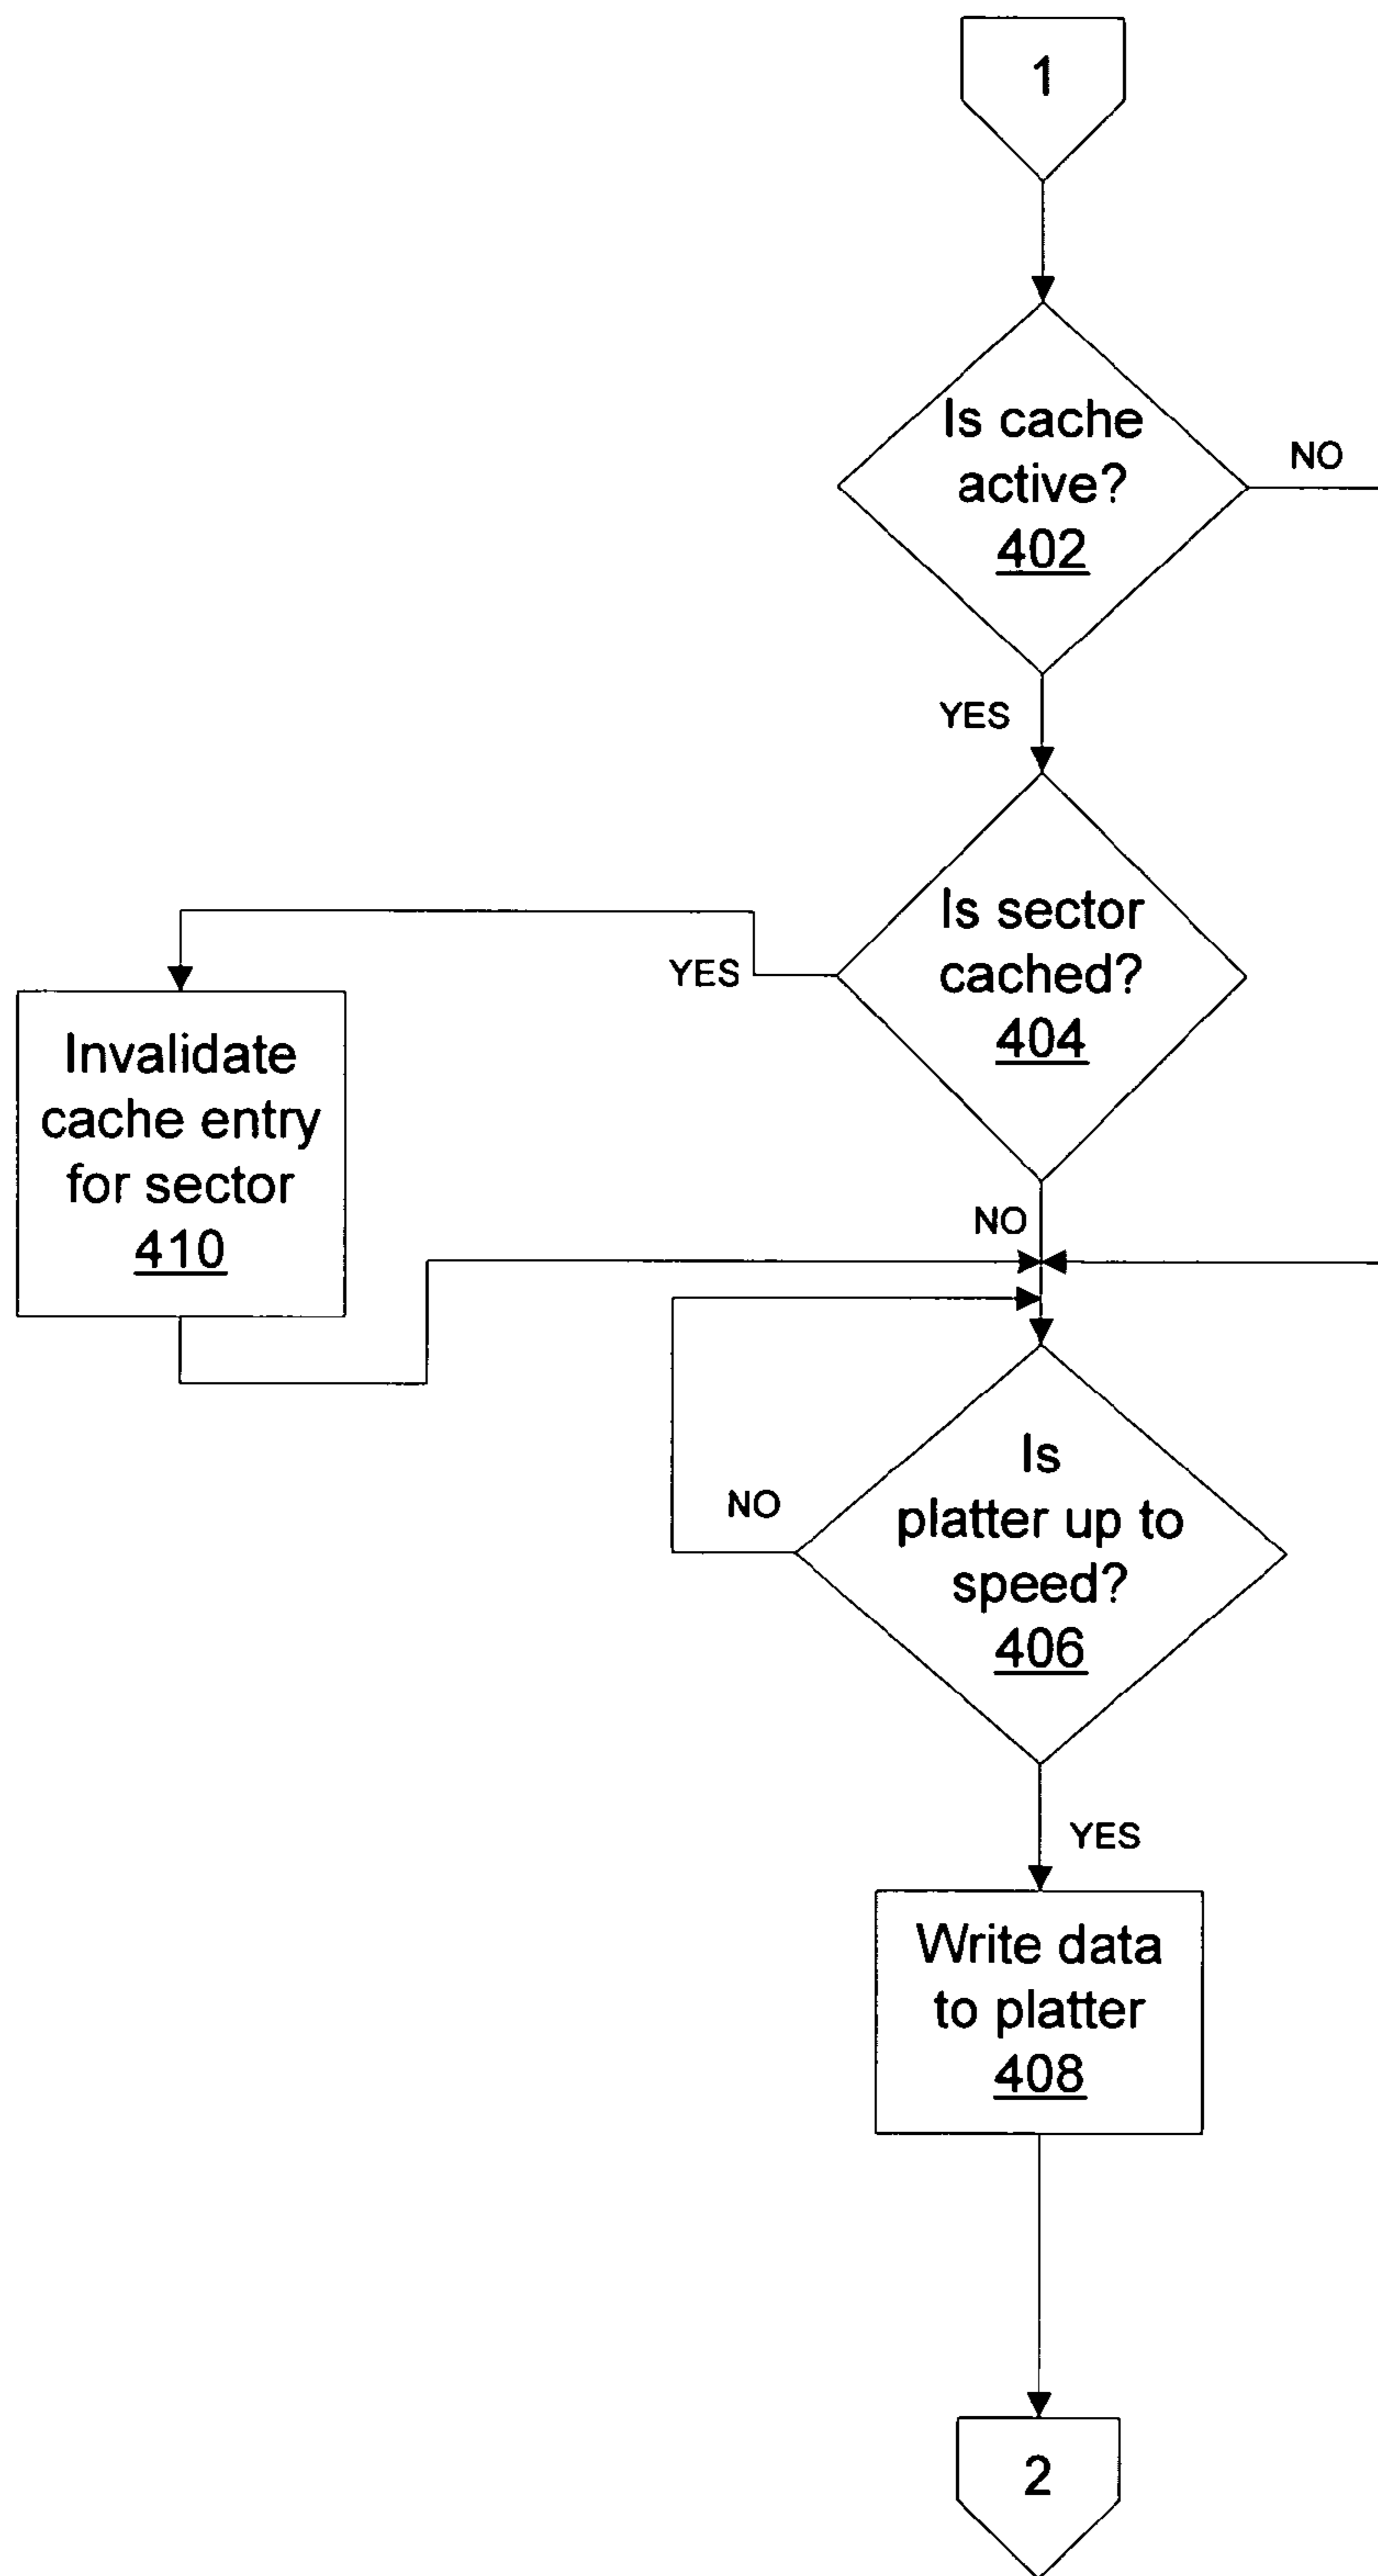 1
Is cache
active?
402
NO
YES
Is sector
cached?
404
YES
Invalidate
cache entry
for sector
410
NO
Is
platter up to
speed?
406
NO
YES
Write data
to platter
408
2